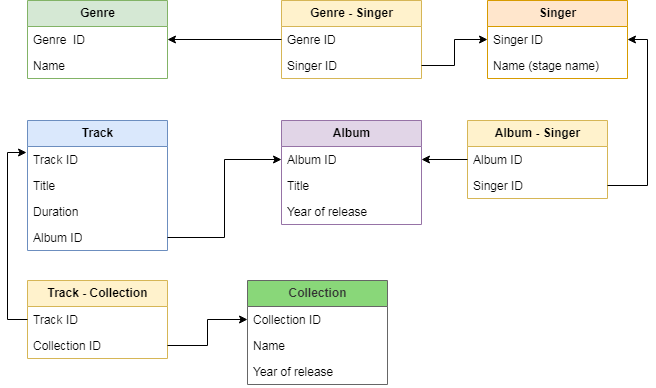 Genre
Genre  ID
Name
Genre - Singer
Genre ID
Singer ID
Singer
Singer ID
Name (stage name)
Track
Track ID
Title
Duration
Album ID
Album
Album ID
Title
Year of release
Album - Singer
Album ID
Singer ID
Track - Collection
Track ID
Collection ID
Collection
Collection ID
Name
Year of release